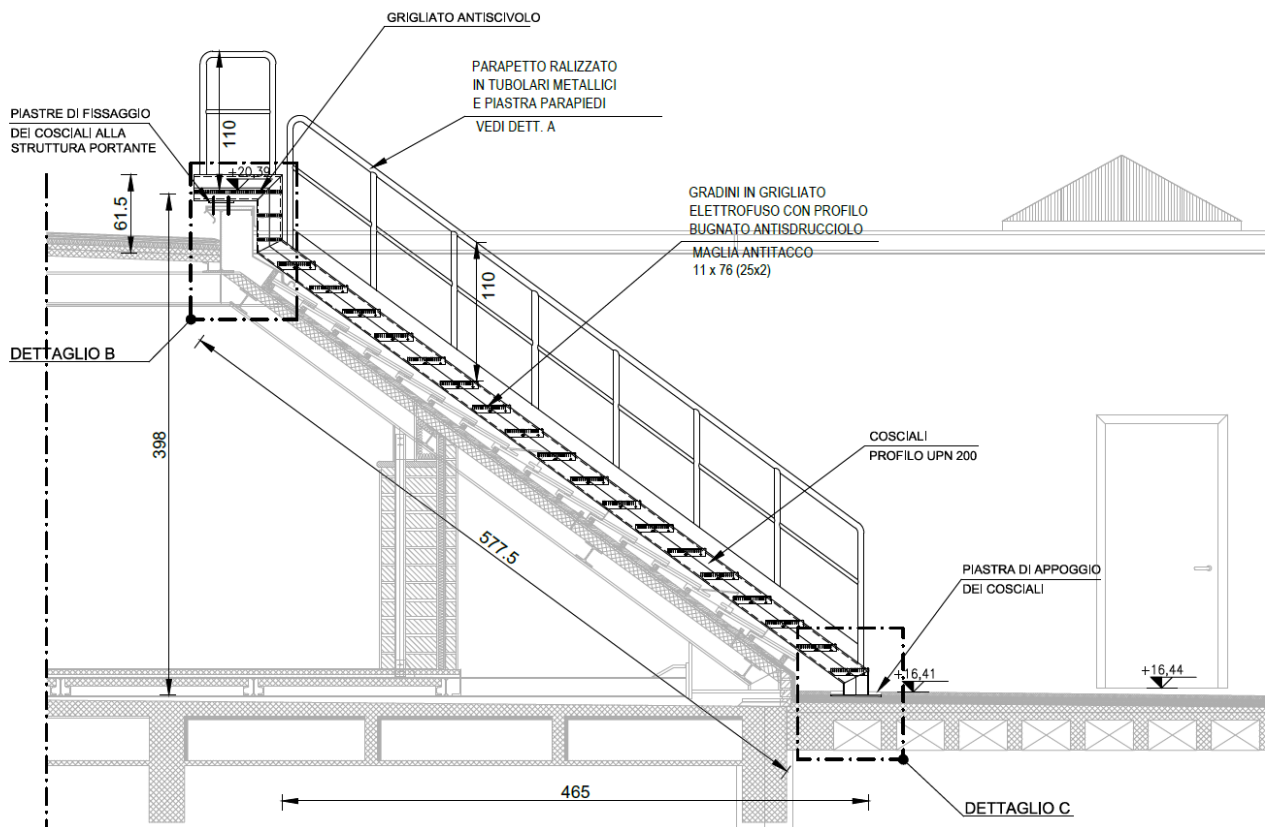 GRIGLIATO ANTISCIVOLO
PARAPETTO RALIZZATO
IN TUBOLARI METALLICI
E PIASTRA PARAPIEDI
VEDI DETT. A
PIASTRE DI FISSAGGIO
DEI COSCIALI ALLA
STRUTTURA PORTANTE
110
+20,39
61.5
GRADINI IN GRIGLIATO
ELETTROFUSO CON PROFILO
BUGNATO ANTISDRUCCIOLO
MAGLIA ANTITACCO
11 x 76 (25x2)
110
DETTAGLIO B
398
COSCIALI
PROFILO UPN 200
577.5
PIASTRA DI APPOGGIO
DEI COSCIALI
+16,41
+16,44
465
DETTAGLIO C